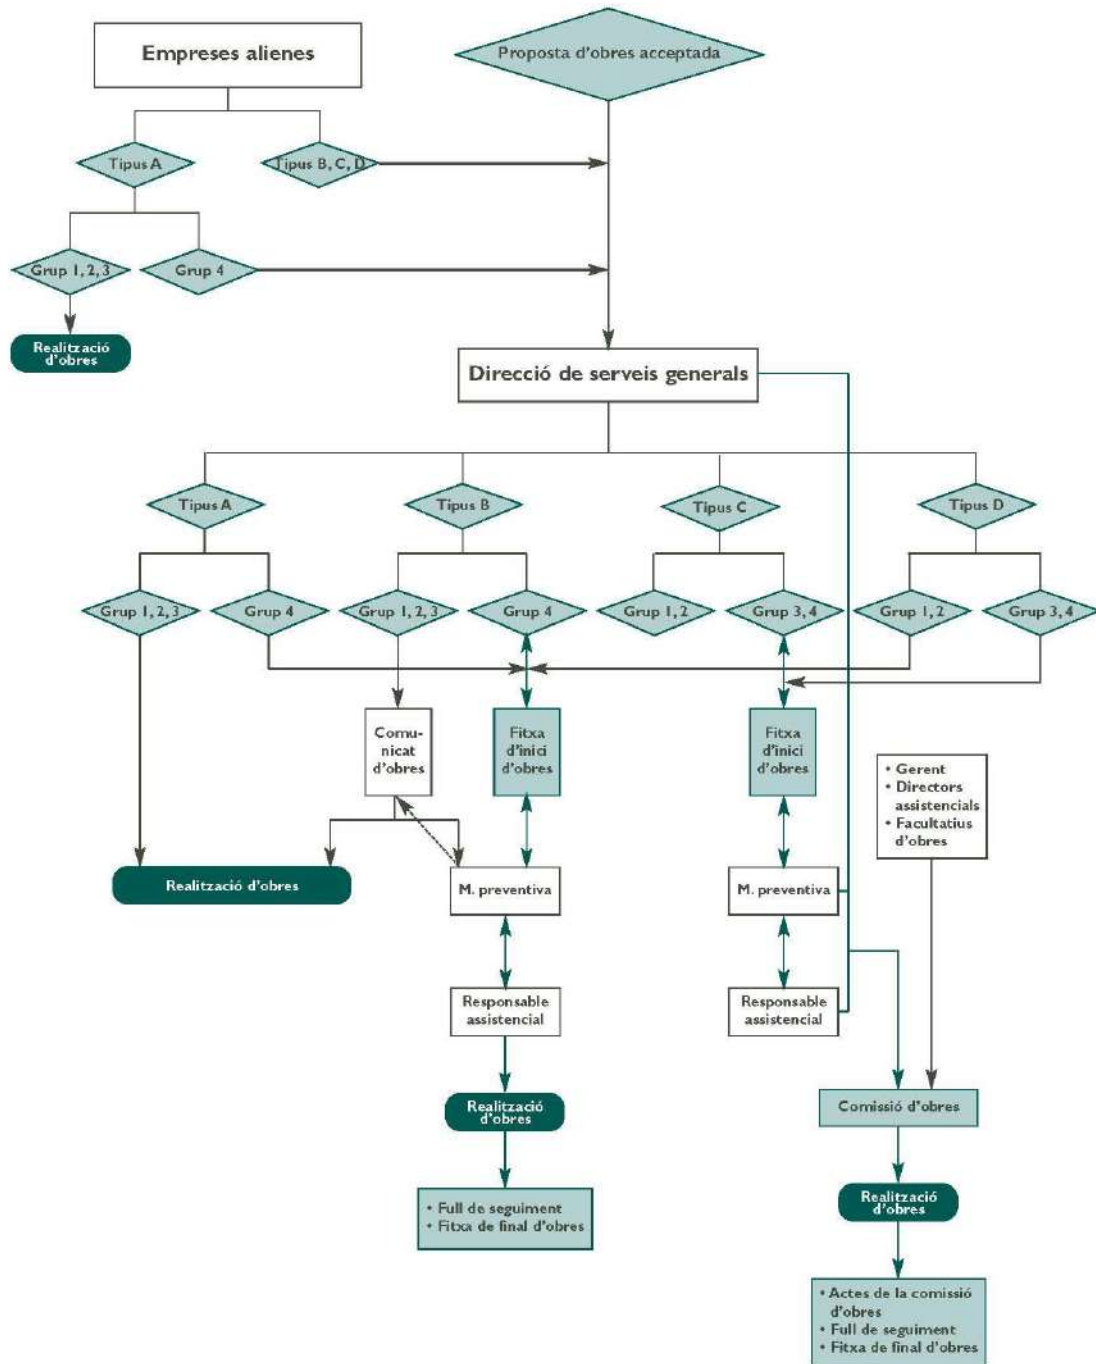 Empreses alienes
Proposta d'obres acceptada
Tipus A
Tipus B, C, D
Grup 1, 2, 3
Grup 4
Realització
d'obres
Direcció de serveis generals
Tipus A
Tipus B
Tipus C
Tipus D
Grup 1, 2, 3
Grup 4
Grup 1, 2, 3
Grup 4
Grup 1, 2
Grup 3, 4
Grup 1, 2
Grup 3, 4
Comu-
nicat
d'obres
Fitxa
d'inici
d'obres
Fitxa
d'inici
d'obres
• Gerent
• Directors
assistencials
• Facultatius
d'obres
Realització d'obres
M. preventiva
M. preventiva
Responsable
assistencial
Responsable
assistencial
Realització
d'obres
Comissió d'obres
• Full de seguiment
• Fitxa de final d'obres
Realització
d'obres
• Actes de la comissió
d'obres
• Full de seguiment
• Fitxa de final d'obres